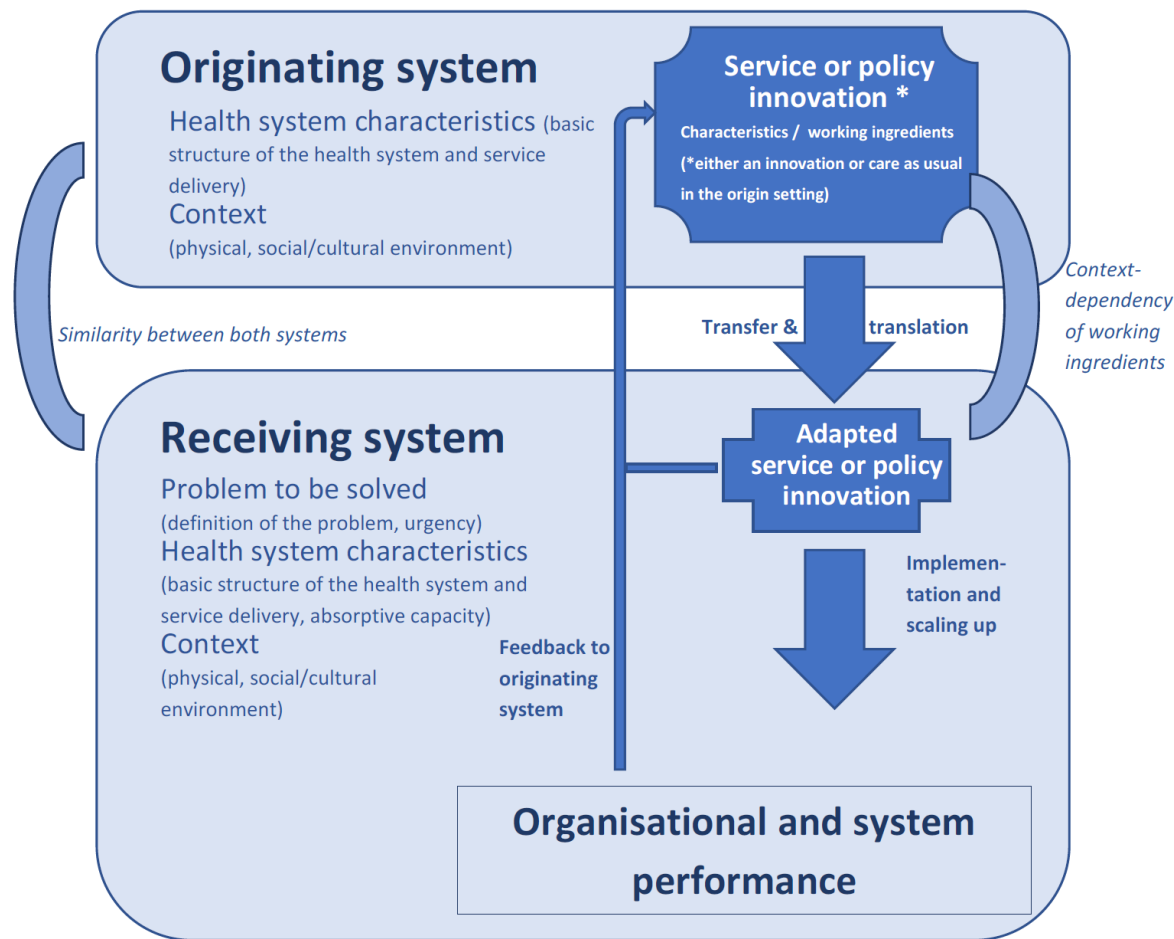 Originating system
Health system characteristics (basic
structure of the health system and service
delivery)
Context
(physical, social/cultural environment)
Service or policy
innovation *
Characteristics / working ingredients
(*either an innovation or care as usual
in the origin setting)
Similarity between both systems
Transfer & translation
Context-
dependency
of working
ingredients
Receiving system
Problem to be solved
(definition of the problem, urgency)
Health system characteristics
(basic structure of the health system and
service delivery, absorptive capacity)
Context
(physical, social/cultural
environment)
Feedback to
originating
system
Adapted
service or policy
innovation
Implemen-
tation and
scaling up
Organisational and system
performance